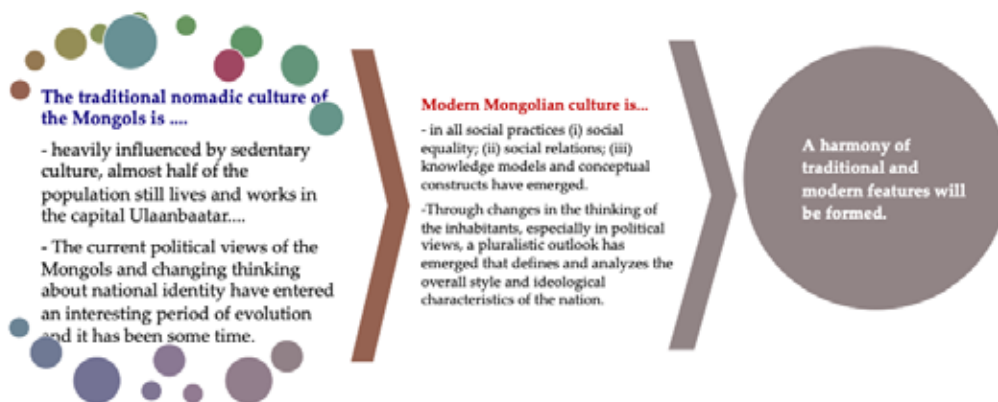 The traditional nomadic culture of
the Mongols is ....
- heavily influenced by sedentary
culture, almost half of the
population still lives and works in
the capital Ulaanbaatar....
- The current political views of the
Mongols and changing thinking
about national identity have entered
an interesting period of evolution
and it has been some time.
Modern Mongolian culture is...
- in all social practices (i) social
equality; (ii) social relations; (iii)
knowledge models and conceptual
constructs have emerged.
-Through changes in the thinking of
the inhabitants, especially in political
views, a pluralistic outlook has
emerged that defines and analyzes the
overall style and ideological
characteristics of the nation.
A harmony of
traditional and
modern features will
be formed.